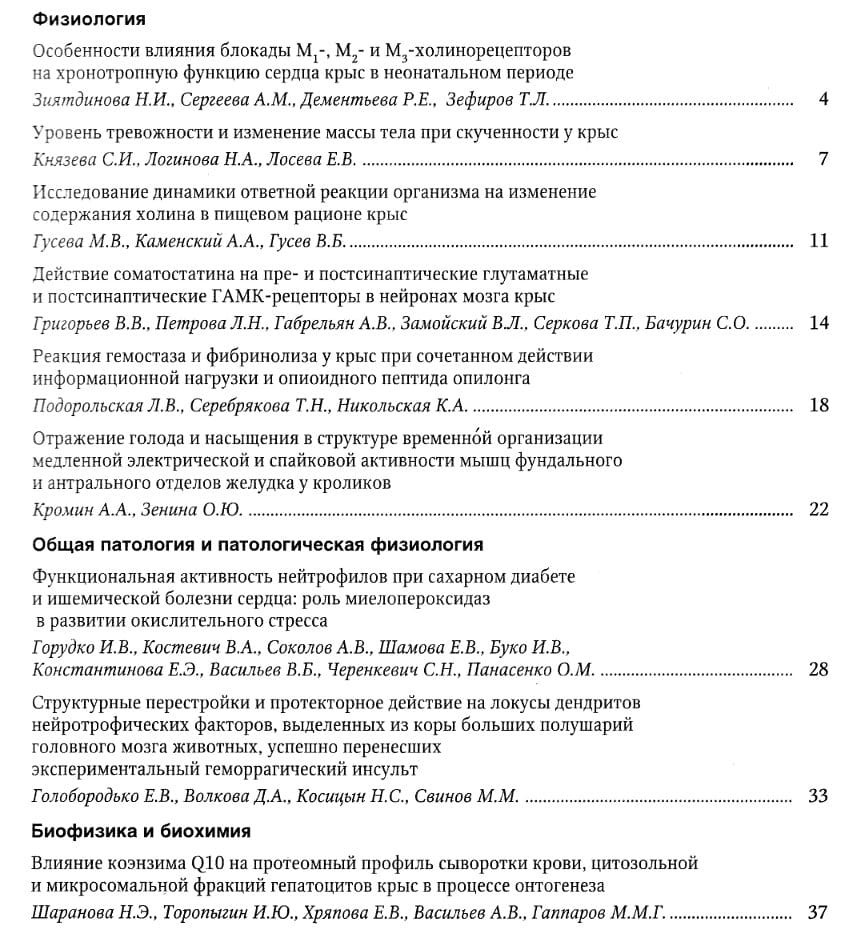 Физиология
Особенности влияния блокады М₁-, М₂- и М₃-холинорецепторов
на хронотропную функцию сердца крыс в неонатальном периоде
Зиятдинова Н.И., Сергеева А.М., Дементьева Р.Е., Зефиров Т.Л. 4
Уровень тревожности и изменение массы тела при скученности у крыс
Князева С.И., Логинова Н.А., Лосева Е.В. 7
Исследование динамики ответной реакции организма на изменение
содержания холина в пищевом рационе крыс
Гусева М.В., Каменский А.А., Гусев В.Б. 11
Действие соматостатина на пре- и постсинаптические глутаматные
и постсинаптические ГАМК-рецепторы в нейронах мозга крыс
Григорьев В.В., Петрова Л.Н., Габрельян А.В., Замойский В.Л., Серкова Т.П., Бачурин С.О. 14
Реакция гемостаза и фибринолиза у крыс при сочетанном действии
информационной нагрузки и опиоидного пептида опилонга
Подорольская Л.В., Серебрякова Т.Н., Никольская К.А. 18
Отражение голода и насыщения в структуре временно́й организации
медленной электрической и спайковой активности мышц фундального
и антрального отделов желудка у кроликов
Кромин А.А., Зенина О.Ю. 22
Общая патология и патологическая физиология
Функциональная активность нейтрофилов при сахарном диабете
и ишемической болезни сердца: роль миелопероксидаз
в развитии окислительного стресса
Горудко И.В., Костевич В.А., Соколов А.В., Шамова Е.В., Буко И.В.,
Константинова Е.Э., Васильев В.Б., Черенкевич С.Н., Панасенко О.М. 28
Структурные перестройки и протекторное действие на локусы дендритов
нейротрофических факторов, выделенных из коры больших полушарий
головного мозга животных, успешно перенесших
экспериментальный геморрагический инсульт
Голобородько Е.В., Волкова Д.А., Косицын Н.С., Свинов М.М. 33
Биофизика и биохимия
Влияние коэнзима Q10 на протеомный профиль сыворотки крови, цитозольной
и микросомальной фракций гепатоцитов крыс в процессе онтогенеза
Шаранова Н.Э., Торопыгин И.Ю., Хряпова Е.В., Васильев А.В., Гаппаров М.М.Г. 37